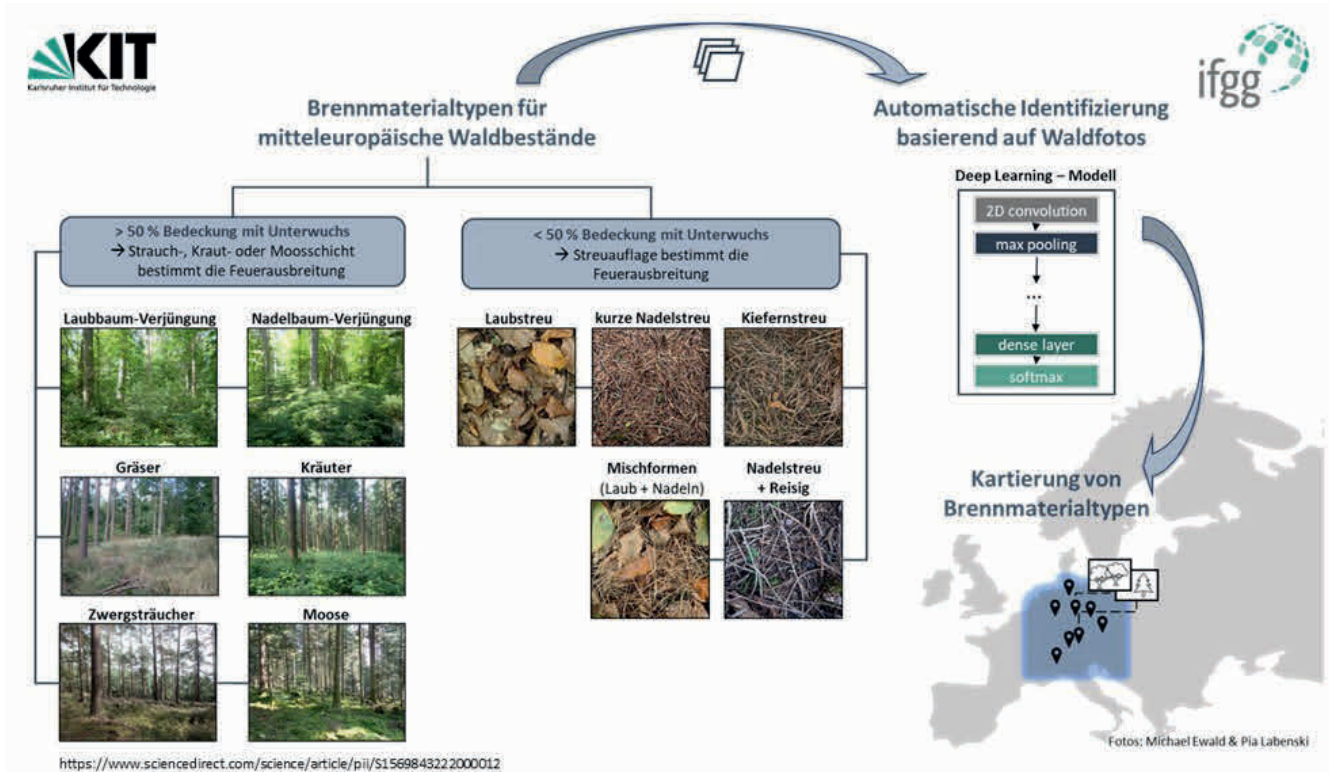 KIT
Karlsruher Institut für Technologie
ifgg
Brennmaterialtypen für
mitteleuropäische Waldbestände
Automatische Identifizierung
basierend auf Waldfotos
> 50 % Bedeckung mit Unterwuchs
→ Strauch-, Kraut- oder Moosschicht
bestimmt die Feuerausbreitung
< 50 % Bedeckung mit Unterwuchs
→ Streuauflage bestimmt die
Feuerausbreitung
Deep Learning – Modell
2D convolution
max pooling
...
dense layer
softmax
Laubbaum-Verjüngung
Nadelbaum-Verjüngung
Laubstreu
kurze Nadelstreu
Kiefernstreu
Gräser
Kräuter
Mischformen
(Laub + Nadeln)
Nadelstreu
+ Reisig
Zwergsträucher
Moose
Kartierung von
Brennmaterialtypen
Fotos: Michael Ewald & Pia Labenski
https://www.sciencedirect.com/science/article/pii/S1569843222000012